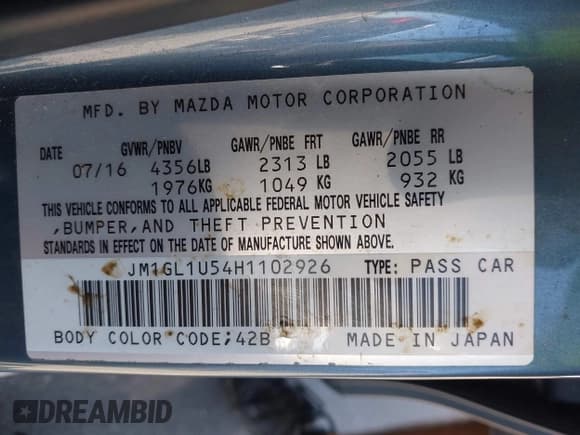 MFD. BY MAZDA MOTOR CORPORATION
DATE GVWR/PNBV GAWR/PNBE FRT GAWR/PNBE RR
07/16 4356LB 2313 LB 2055 LB
1976KG 1049 KG 932 KG
THIS VEHICLE CONFORMS TO ALL APPLICABLE FEDERAL MOTOR VEHICLE SAFETY
,BUMPER,AND THEFT PREVENTION
STANDARDS IN EFFECT ON THE DATE OF MANUFACTURE SHOWN ABOVE.
JM1GL1U54H1102926 TYPE: PASS CAR
BODY COLOR CODE;42B MADE IN JAPAN
DREAMBID